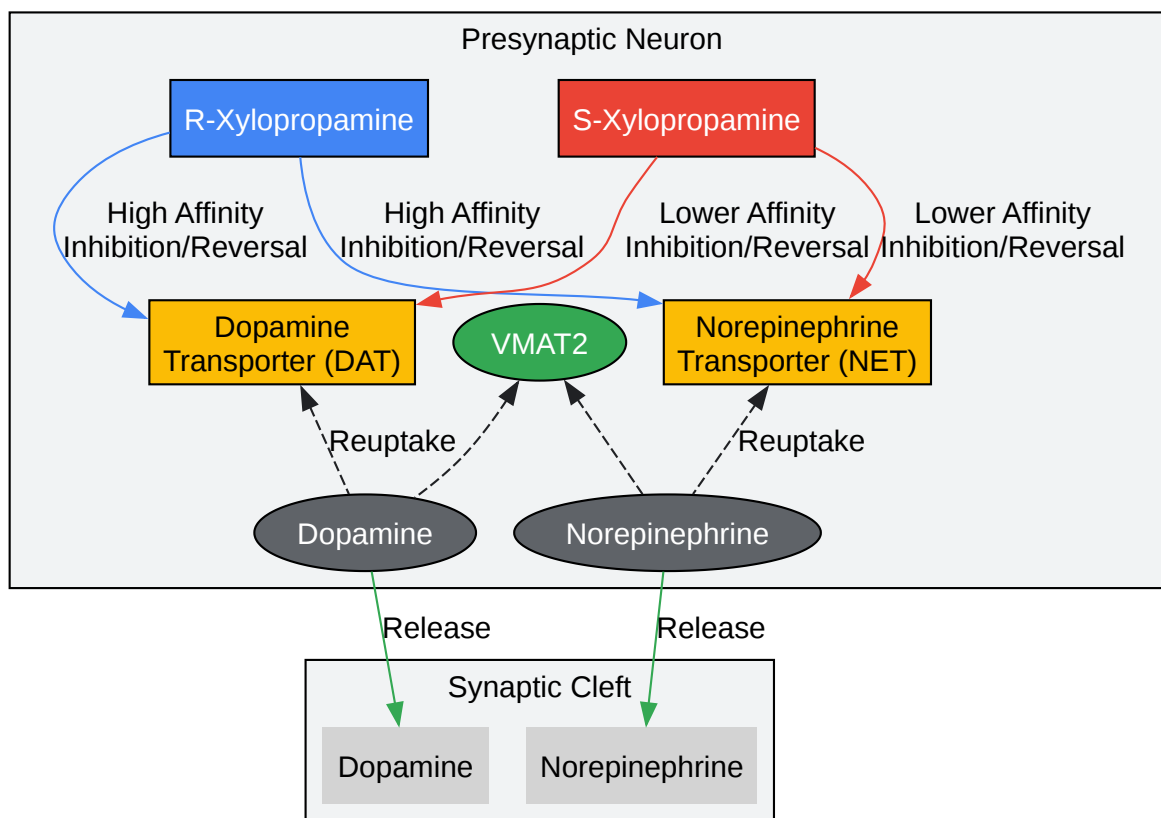 Presynaptic Neuron
R-Xylopropamine
S-Xylopropamine
High Affinity
Inhibition/Reversal
High Affinity
Inhibition/Reversal
Lower Affinity
Inhibition/Reversal
Lower Affinity
Inhibition/Reversal
Dopamine
Transporter (DAT)
VMAT2
Norepinephrine
Transporter (NET)
Reuptake
Reuptake
Dopamine
Norepinephrine
Release
Release
Synaptic Cleft
Dopamine
Norepinephrine